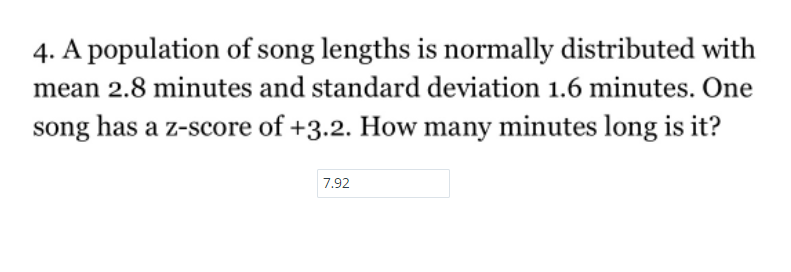 4. A population of song lengths is normally distributed with
mean 2.8 minutes and standard deviation 1.6 minutes. One
song has a z-score of +3.2. How many minutes long is it?
7.92